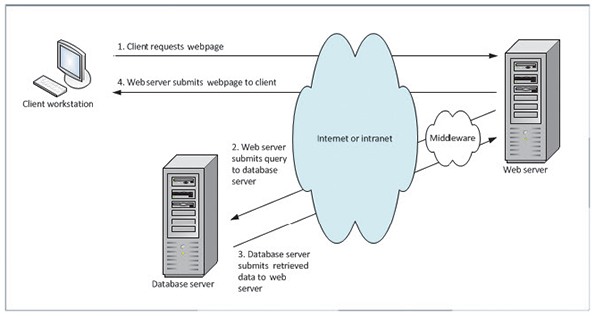 1. Client requests webpage
4. Web server submits webpage to client
Client workstation
Internet or intranet
Middleware
Web server
2. Web server
submits query
to database
server
3. Database server
submits retrieved
data to web
server
Database server